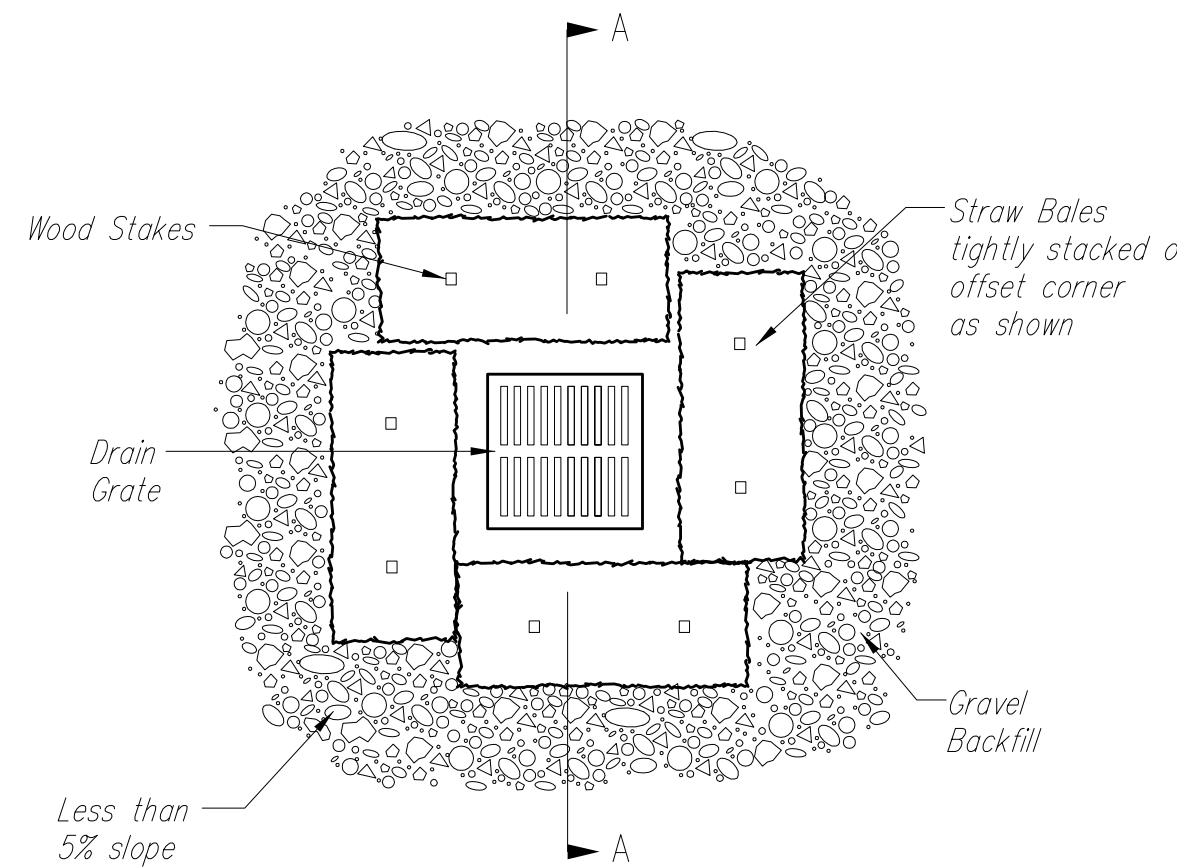 A
Wood Stakes
Straw Bales
tightly stacked
offset corner
as shown
Drain
Grate
Gravel
Backfill
Less than
5% slope
A